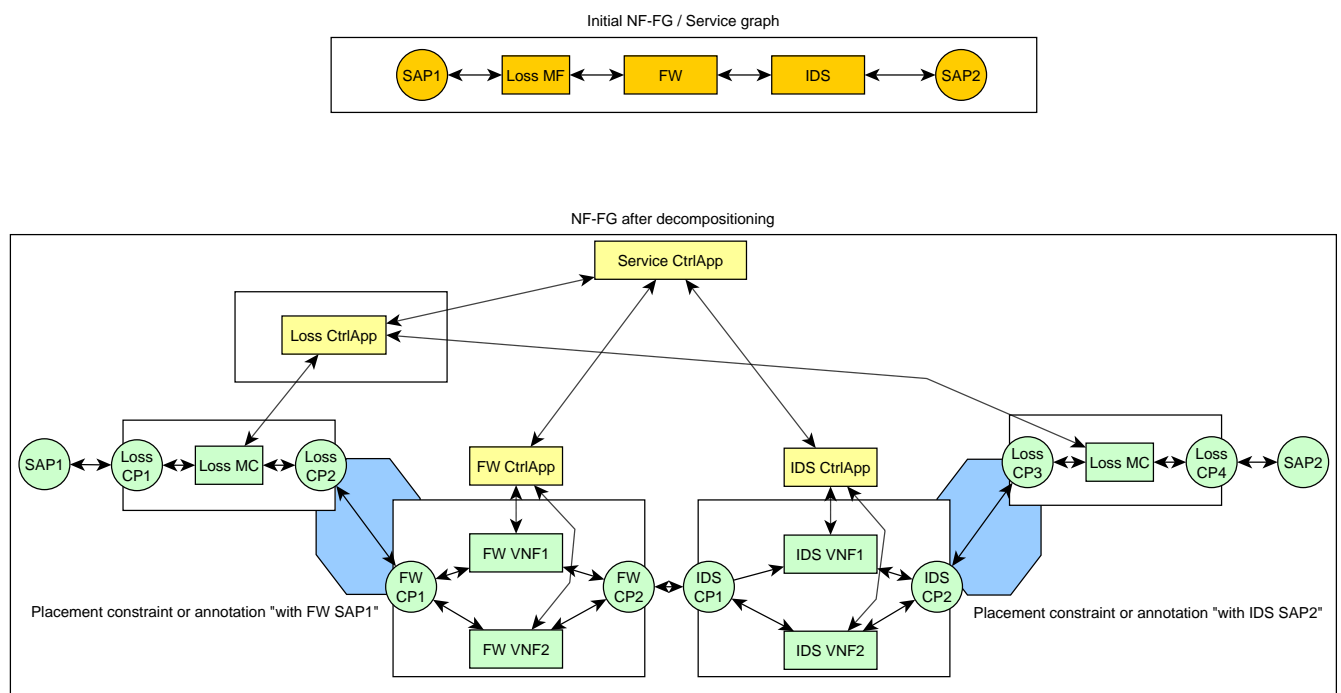 Initial NF-FG / Service graph
SAP1
Loss MF
FW
IDS
SAP2
NF-FG after decompositioning
Service CtrlApp
Loss CtrlApp
SAP1
Loss
CP1
Loss MC
Loss
CP2
FW CtrlApp
IDS CtrlApp
Loss
CP3
Loss MC
Loss
CP4
SAP2
FW
CP1
FW VNF1
FW
CP2
IDS
CP1
IDS VNF1
IDS
CP2
Placement constraint or annotation "with FW SAP1"
Placement constraint or annotation "with IDS SAP2"
FW VNF2
IDS VNF2